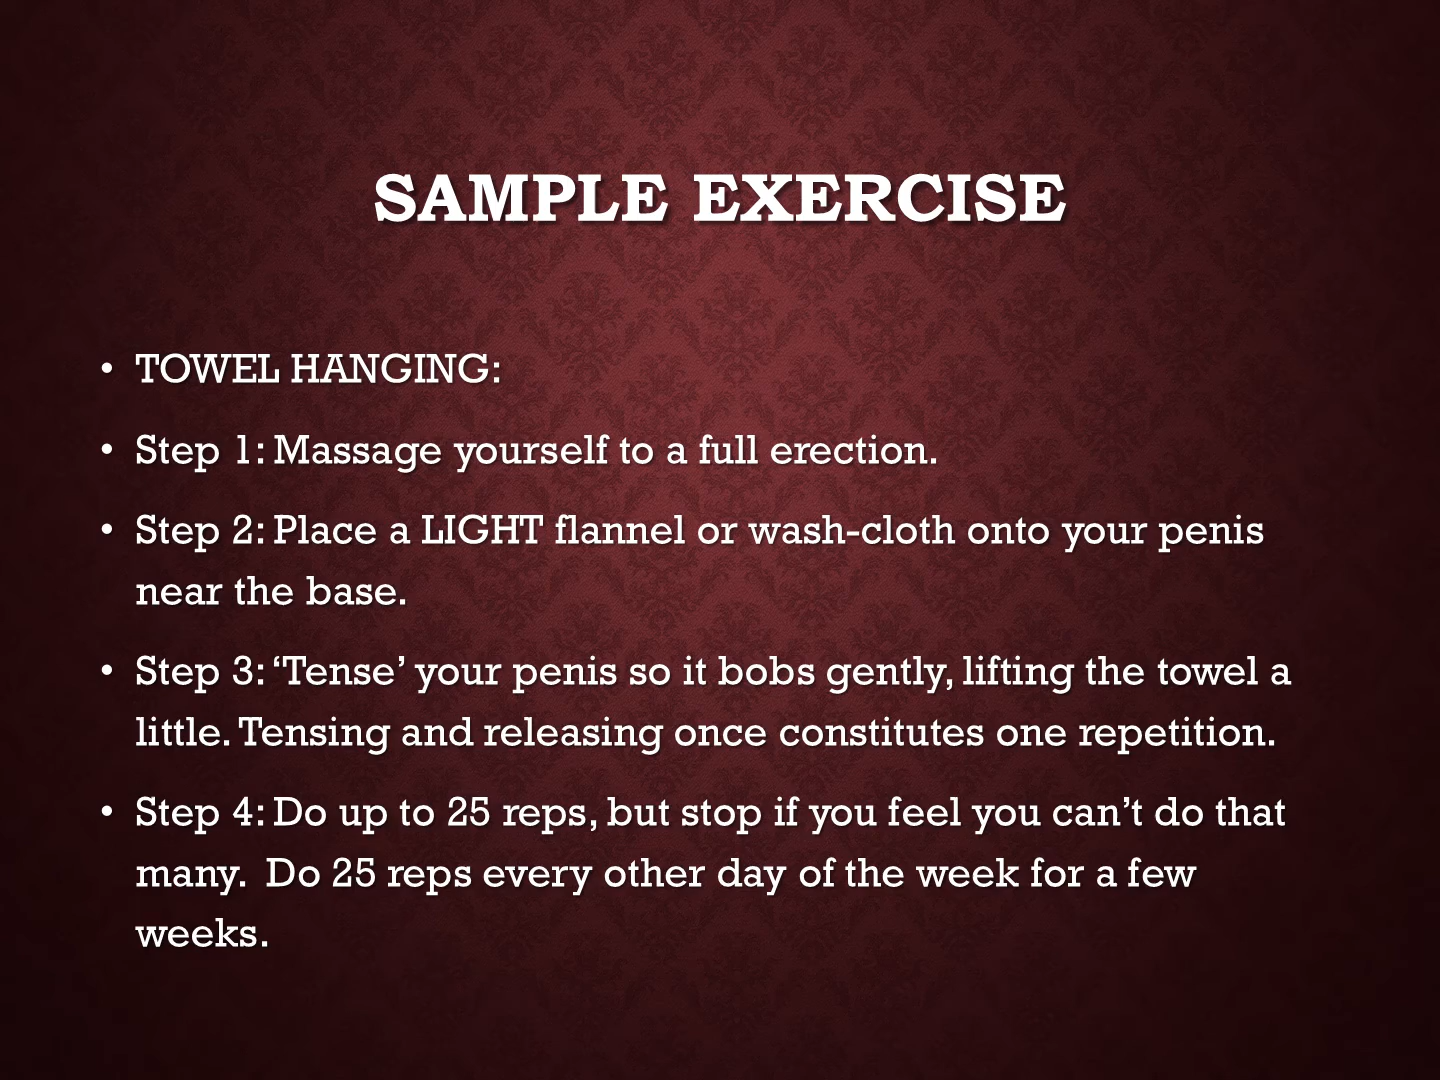 SAMPLE EXERCISE
• TOWEL HANGING:
• Step 1: Massage yourself to a full erection.
• Step 2: Place a LIGHT flannel or wash-cloth onto your penis
near the base.
• Step 3: ‘Tense’ your penis so it bobs gently, lifting the towel a
little. Tensing and releasing once constitutes one repetition.
• Step 4: Do up to 25 reps, but stop if you feel you can’t do that
many.  Do 25 reps every other day of the week for a few
weeks.